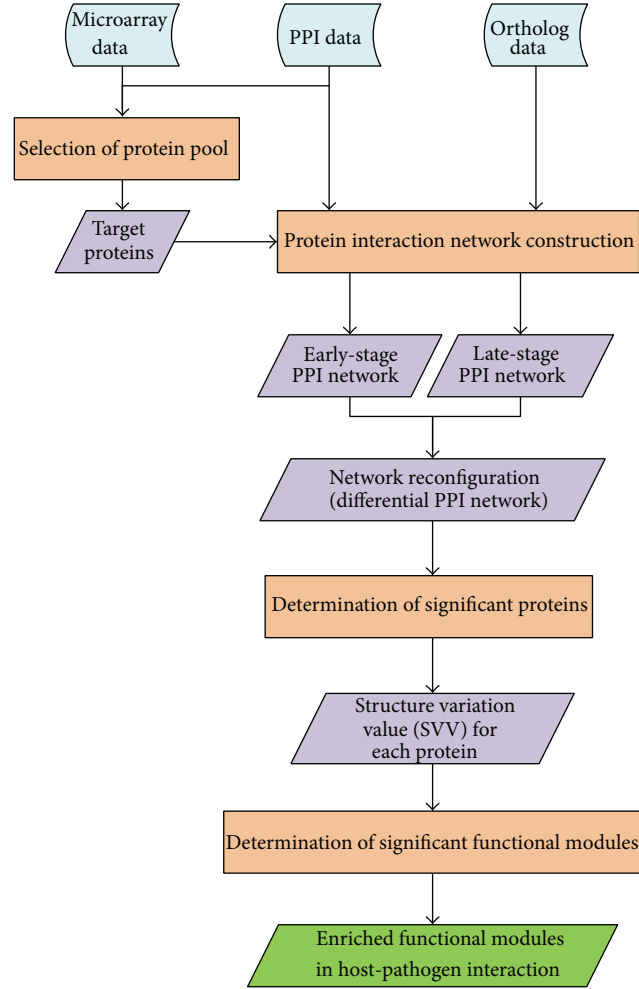 Microarray
data
PPI data
Ortholog
data
Selection of protein pool
Target
proteins
Protein interaction network construction
Early-stage
PPI network
Late-stage
PPI network
Network reconfiguration
(differential PPI network)
Determination of significant proteins
Structure variation
value (SVV) for
each protein
Determination of significant functional modules
Enriched functional modules
in host-pathogen interaction